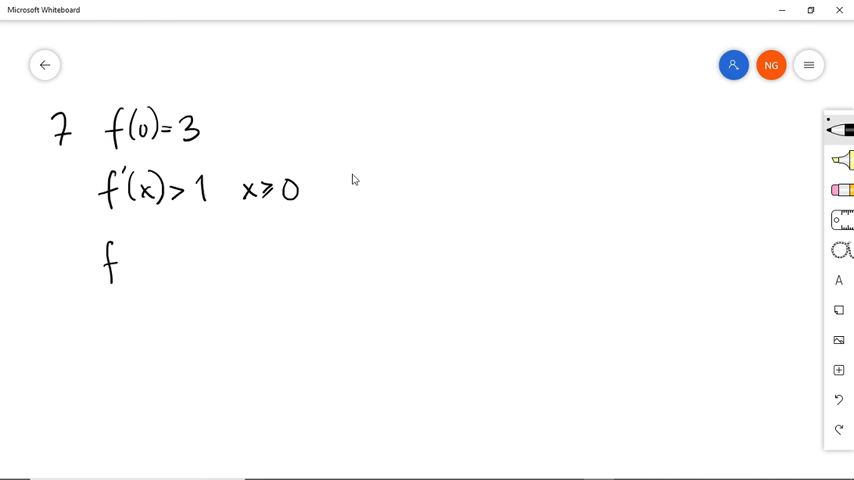 Microsoft Whiteboard
NG
7 f(0)=3
f'(x)>1 x⩾0
f
A